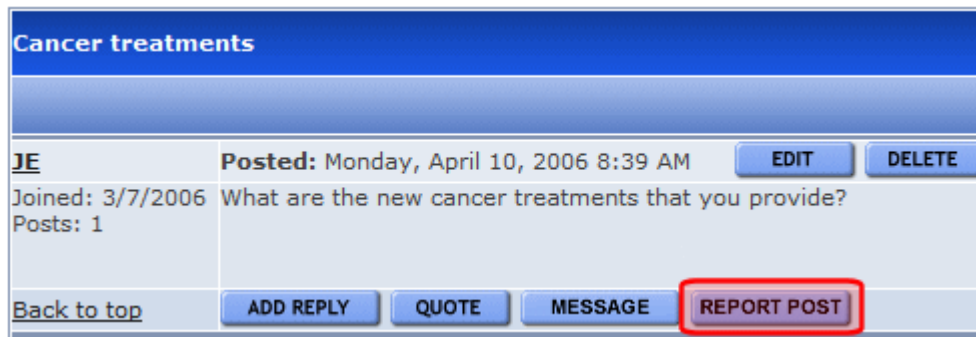 Cancer treatments
JE Posted: Monday, April 10, 2006 8:39 AM EDIT DELETE
Joined: 3/7/2006 What are the new cancer treatments that you provide?
Posts: 1
Back to top ADD REPLY QUOTE MESSAGE REPORT POST